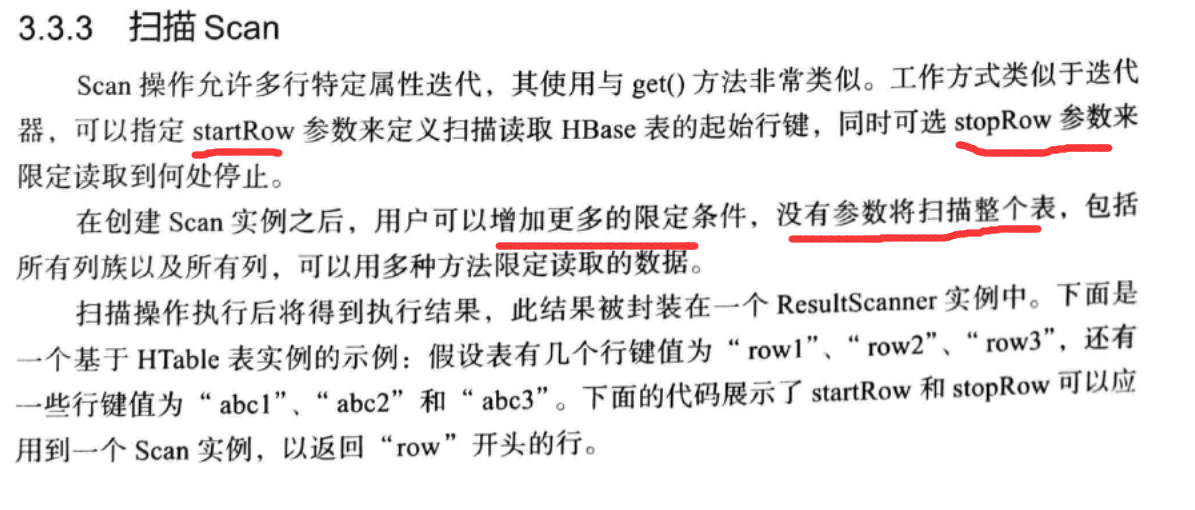 3.3.3 扫描 Scan
Scan 操作允许多行特定属性迭代，其使用与 get() 方法非常类似。工作方式类似于迭代
器，可以指定 startRow 参数来定义扫描读取 HBase 表的起始行键，同时可选 stopRow 参数来
限定读取到何处停止。
在创建 Scan 实例之后，用户可以增加更多的限定条件，没有参数将扫描整个表，包括
所有列族以及所有列，可以用多种方法限定读取的数据。
扫描操作执行后将得到执行结果，此结果被封装在一个 ResultScanner 实例中。下面是
一个基于 HTable 表实例的示例：假设表有几个行键值为“row1”、“row2”、“row3”，还有
一些行键值为“abc1”、“abc2”和“abc3”。下面的代码展示了 startRow 和 stopRow 可以应
用到一个 Scan 实例，以返回“row”开头的行。